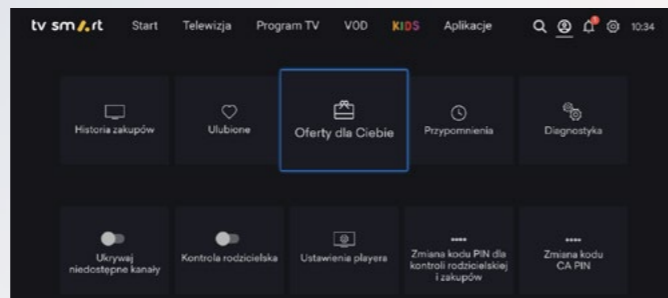 tv smart Start Telewizja Program TV VOD KIDS Aplikacje 1 10:34
Historia zakupów Ulubione Oferty dla Ciebie Przypomnienia Diagnostyka
Ukrywaj
niedostępne kanały
Kontrola rodzicielska
Ustawienia playera
Zmiana kodu PIN dla
kontroli rodzicielskiej
i zakupów
Zmiana kodu
CA PIN